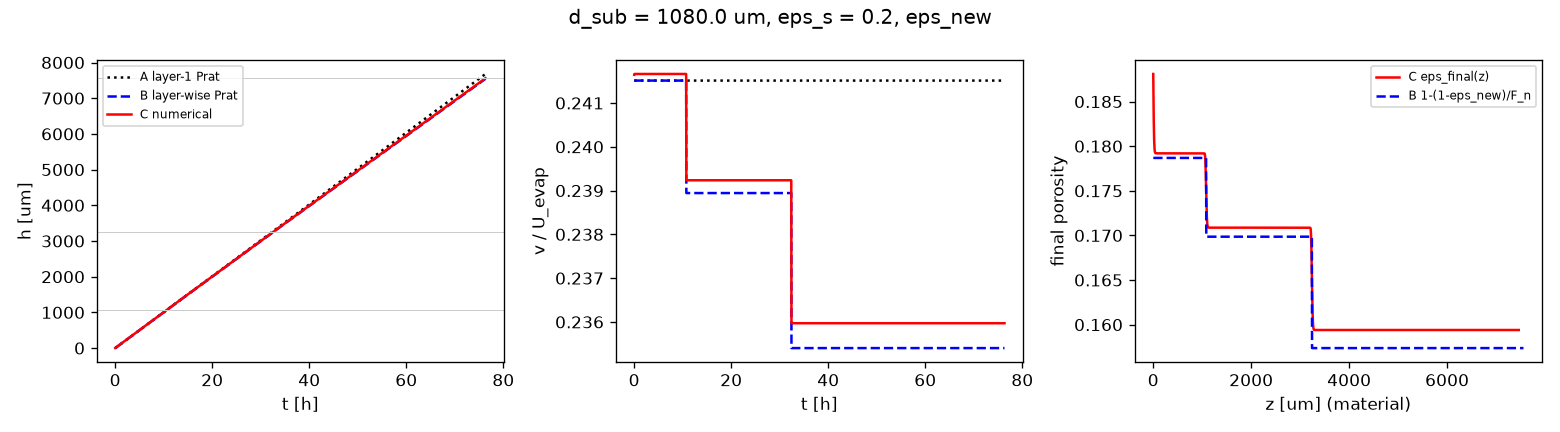 d_sub = 1080.0 um, eps_s = 0.2, eps_new
h [um]
8000
7000
6000
5000
4000
3000
2000
1000
0
A layer-1 Prat
B layer-wise Prat
C numerical
0 20 40 60 80
t [h]
v / U_evap
0.241
0.240
0.239
0.238
0.237
0.236
0 20 40 60 80
t [h]
final porosity
0.185
0.180
0.175
0.170
0.165
0.160
C eps_final(z)
B 1-(1-eps_new)/F_n
0 2000 4000 6000
z [um] (material)